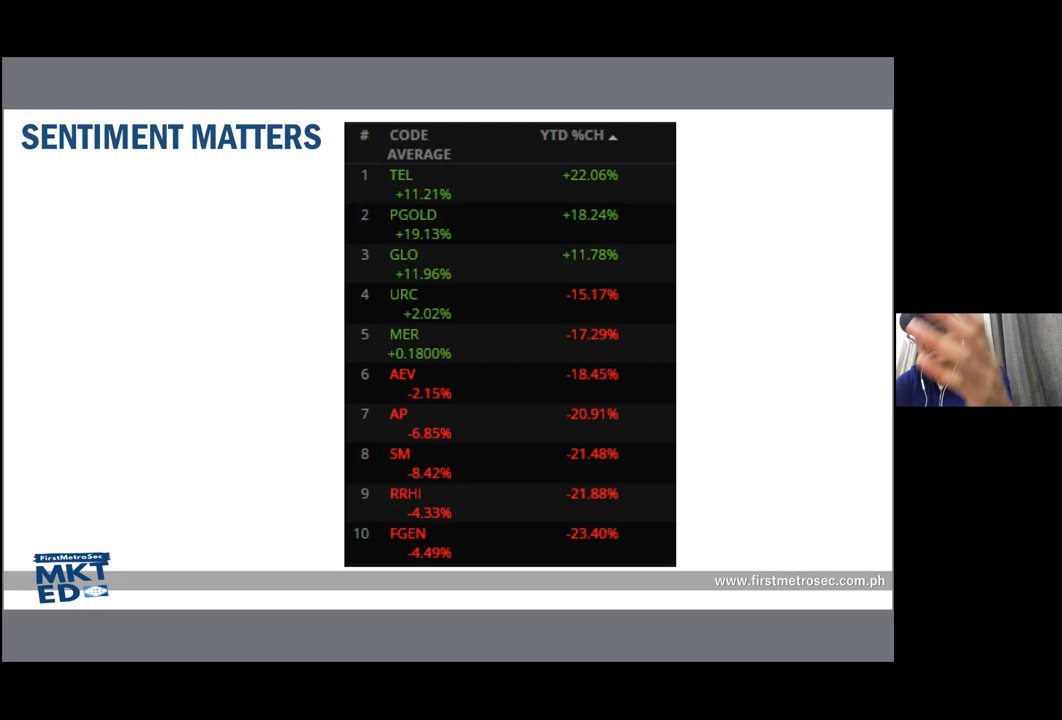 SENTIMENT MATTERS
# CODE YTD %CH ▲
AVERAGE
1 TEL +22.06%
+11.21%
2 PGOLD +18.24%
+19.13%
3 GLO +11.78%
+11.96%
4 URC -15.17%
+2.02%
5 MER -17.29%
+0.1800%
6 AEV -18.45%
-2.15%
7 AP -20.91%
-6.85%
8 SM -21.48%
-8.42%
9 RRHI -21.88%
-4.33%
10 FGEN -23.40%
-4.49%
FirstMetroSec
MKT
ED
www.firstmetrosec.com.ph